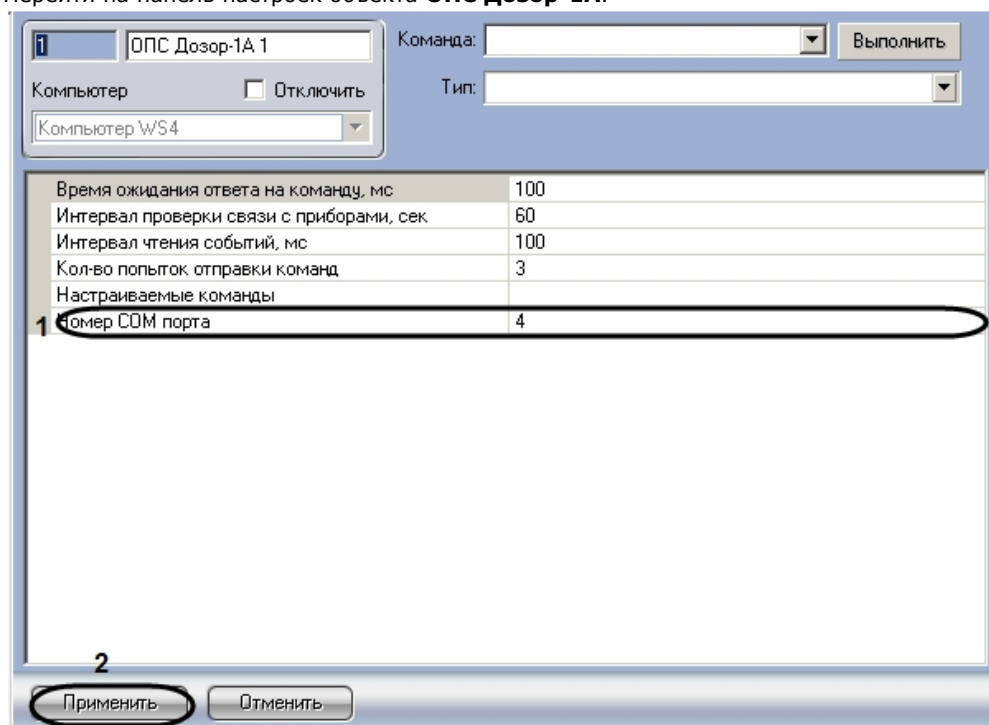 Перейти на панель настроек объекта ОПС Дозор-1А.
1 ОПС Дозор-1А 1 Команда: Выполнить
Компьютер Отключить Тип:
Компьютер WS4
Время ожидания ответа на команду, мс 100
Интервал проверки связи с приборами, сек 60
Интервал чтения событий, мс 100
Кол-во попыток отправки команд 3
Настраиваемые команды
1 Номер COM порта 4
2
Применить Отменить